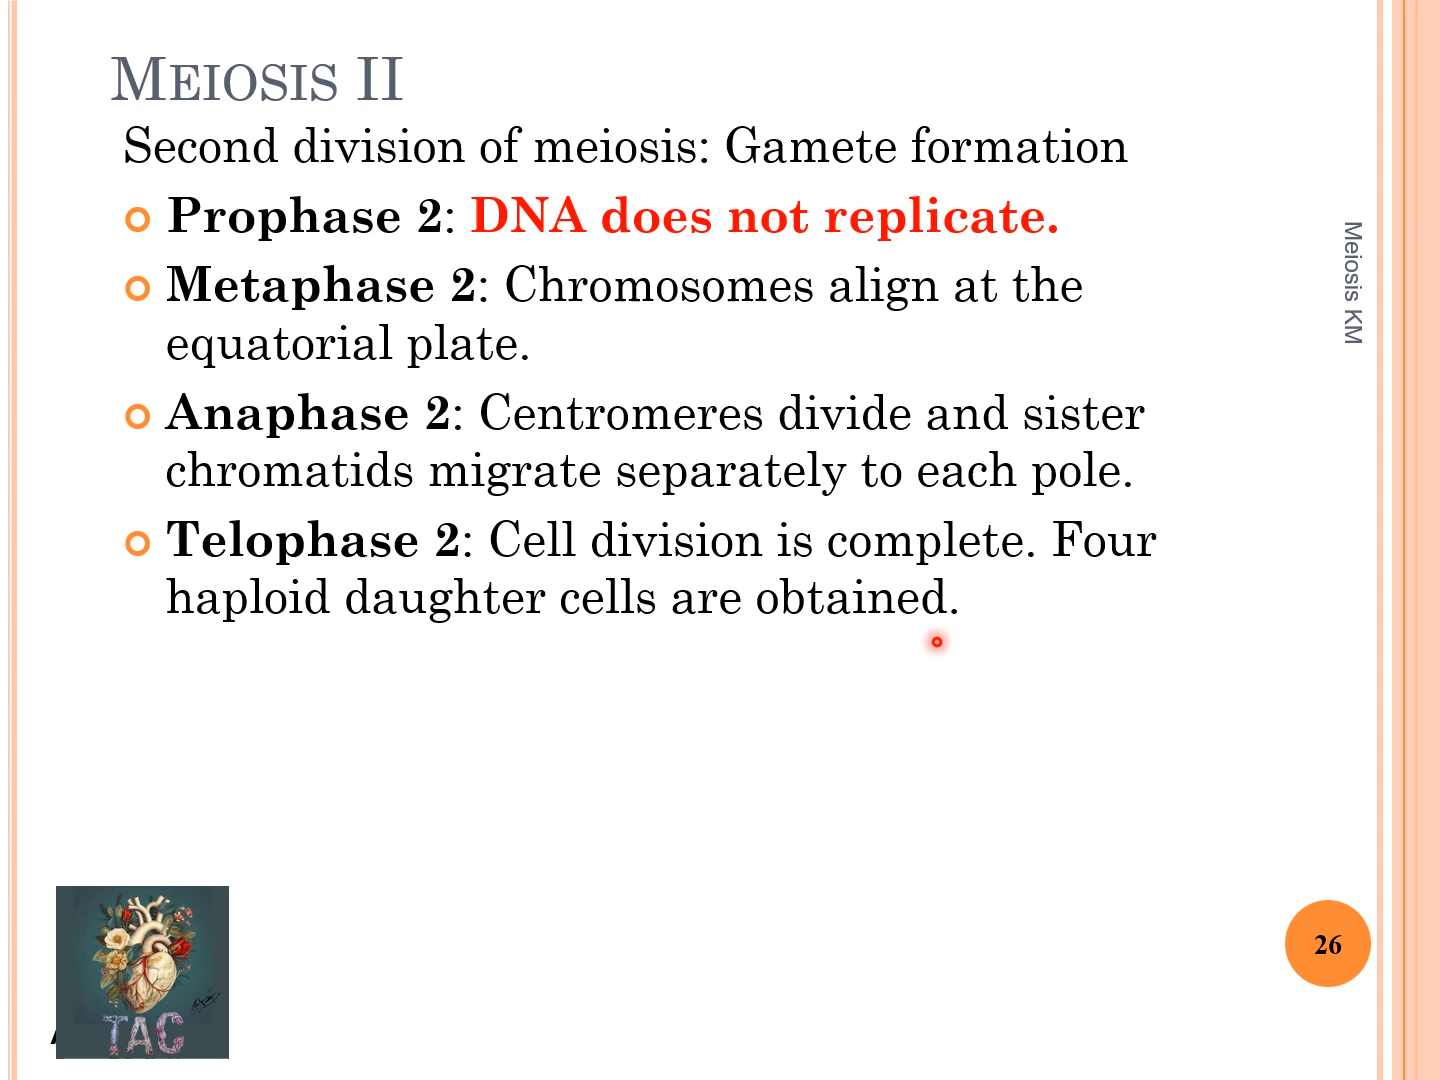 MEIOSIS II
Second division of meiosis: Gamete formation
Prophase 2: DNA does not replicate.
Metaphase 2: Chromosomes align at the
equatorial plate.
Anaphase 2: Centromeres divide and sister
chromatids migrate separately to each pole.
Telophase 2: Cell division is complete. Four
haploid daughter cells are obtained.
Meiosis KM
26
TAC